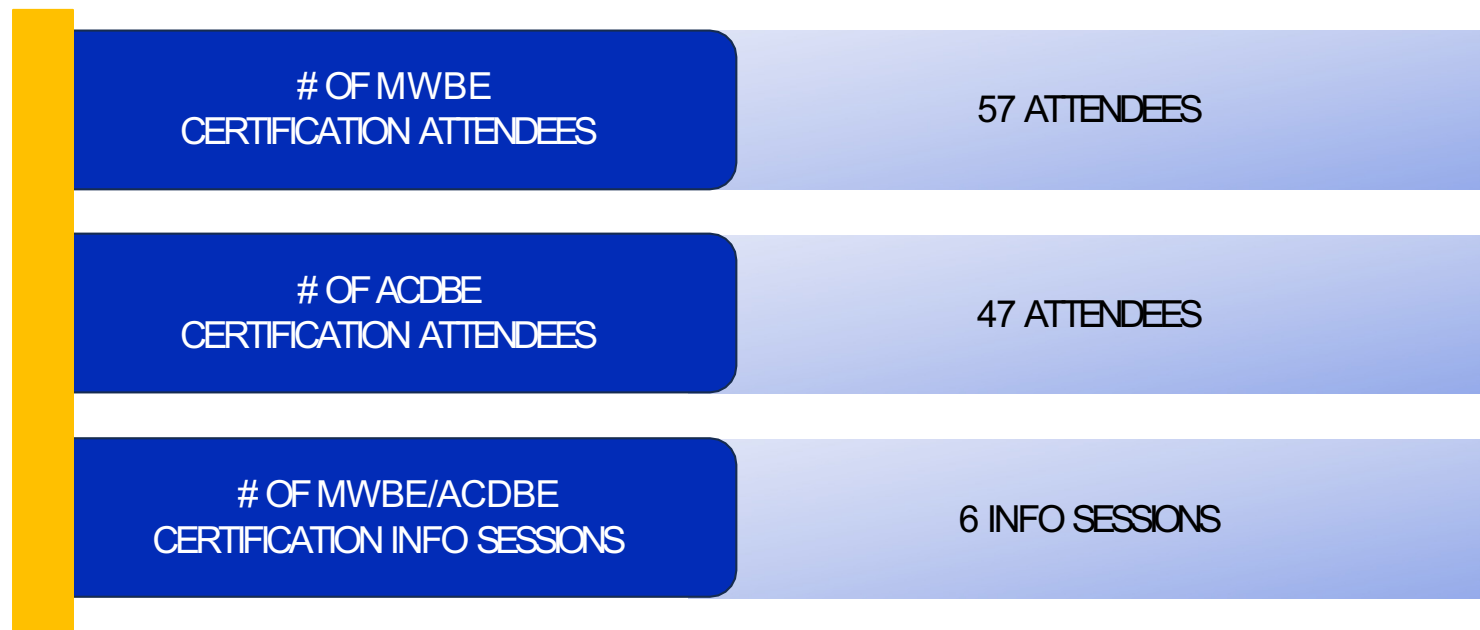 # OF MWBE
CERTIFICATION ATTENDEES
57 ATTENDEES
# OF ACDBE
CERTIFICATION ATTENDEES
47 ATTENDEES
# OF MWBE/ACDBE
CERTIFICATION INFO SESSIONS
6 INFO SESSIONS